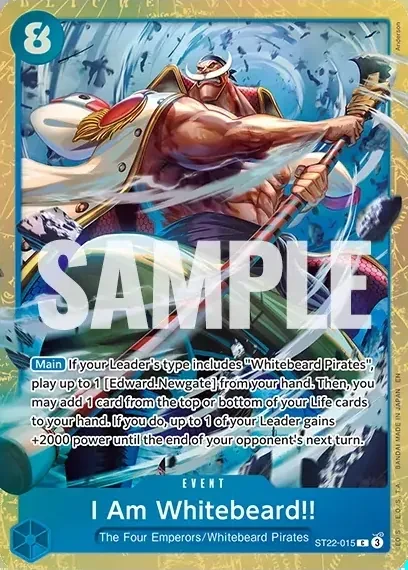 8
Anderson
SAMPLE
Main If your Leader's type includes "Whitebeard Pirates",
play up to 1 [Edward.Newgate] from your hand. Then, you
may add 1 card from the top or bottom of your Life cards
to your hand. If you do, up to 1 of your Leader gains
+2000 power until the end of your opponent's next turn.
EVENT
I Am Whitebeard!!
The Four Emperors/Whitebeard Pirates
ST22-015 C 3
BANDAI MADE IN JAPAN EN